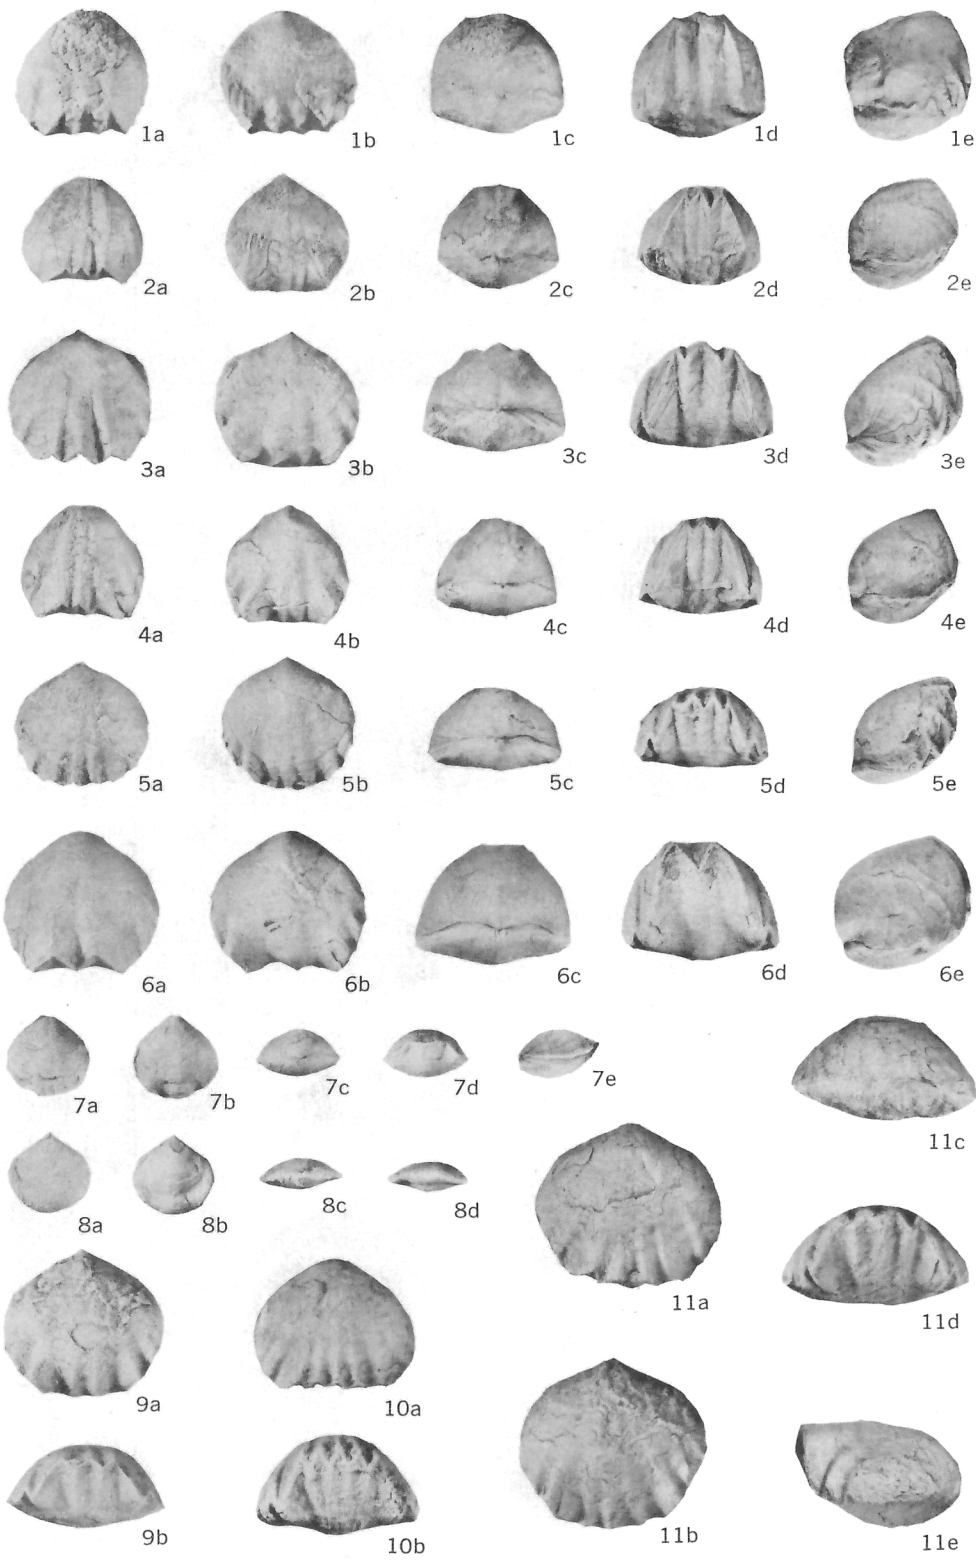 1a 1b 1c 1d 1e
2a 2b 2c 2d 2e
3a 3b 3c 3d 3e
4a 4b 4c 4d 4e
5a 5b 5c 5d 5e
6a 6b 6c 6d 6e
7a 7b 7c 7d 7e
11c
8a 8b 8c 8d
11a
11d
9a 10a
9b 10b 11b 11e